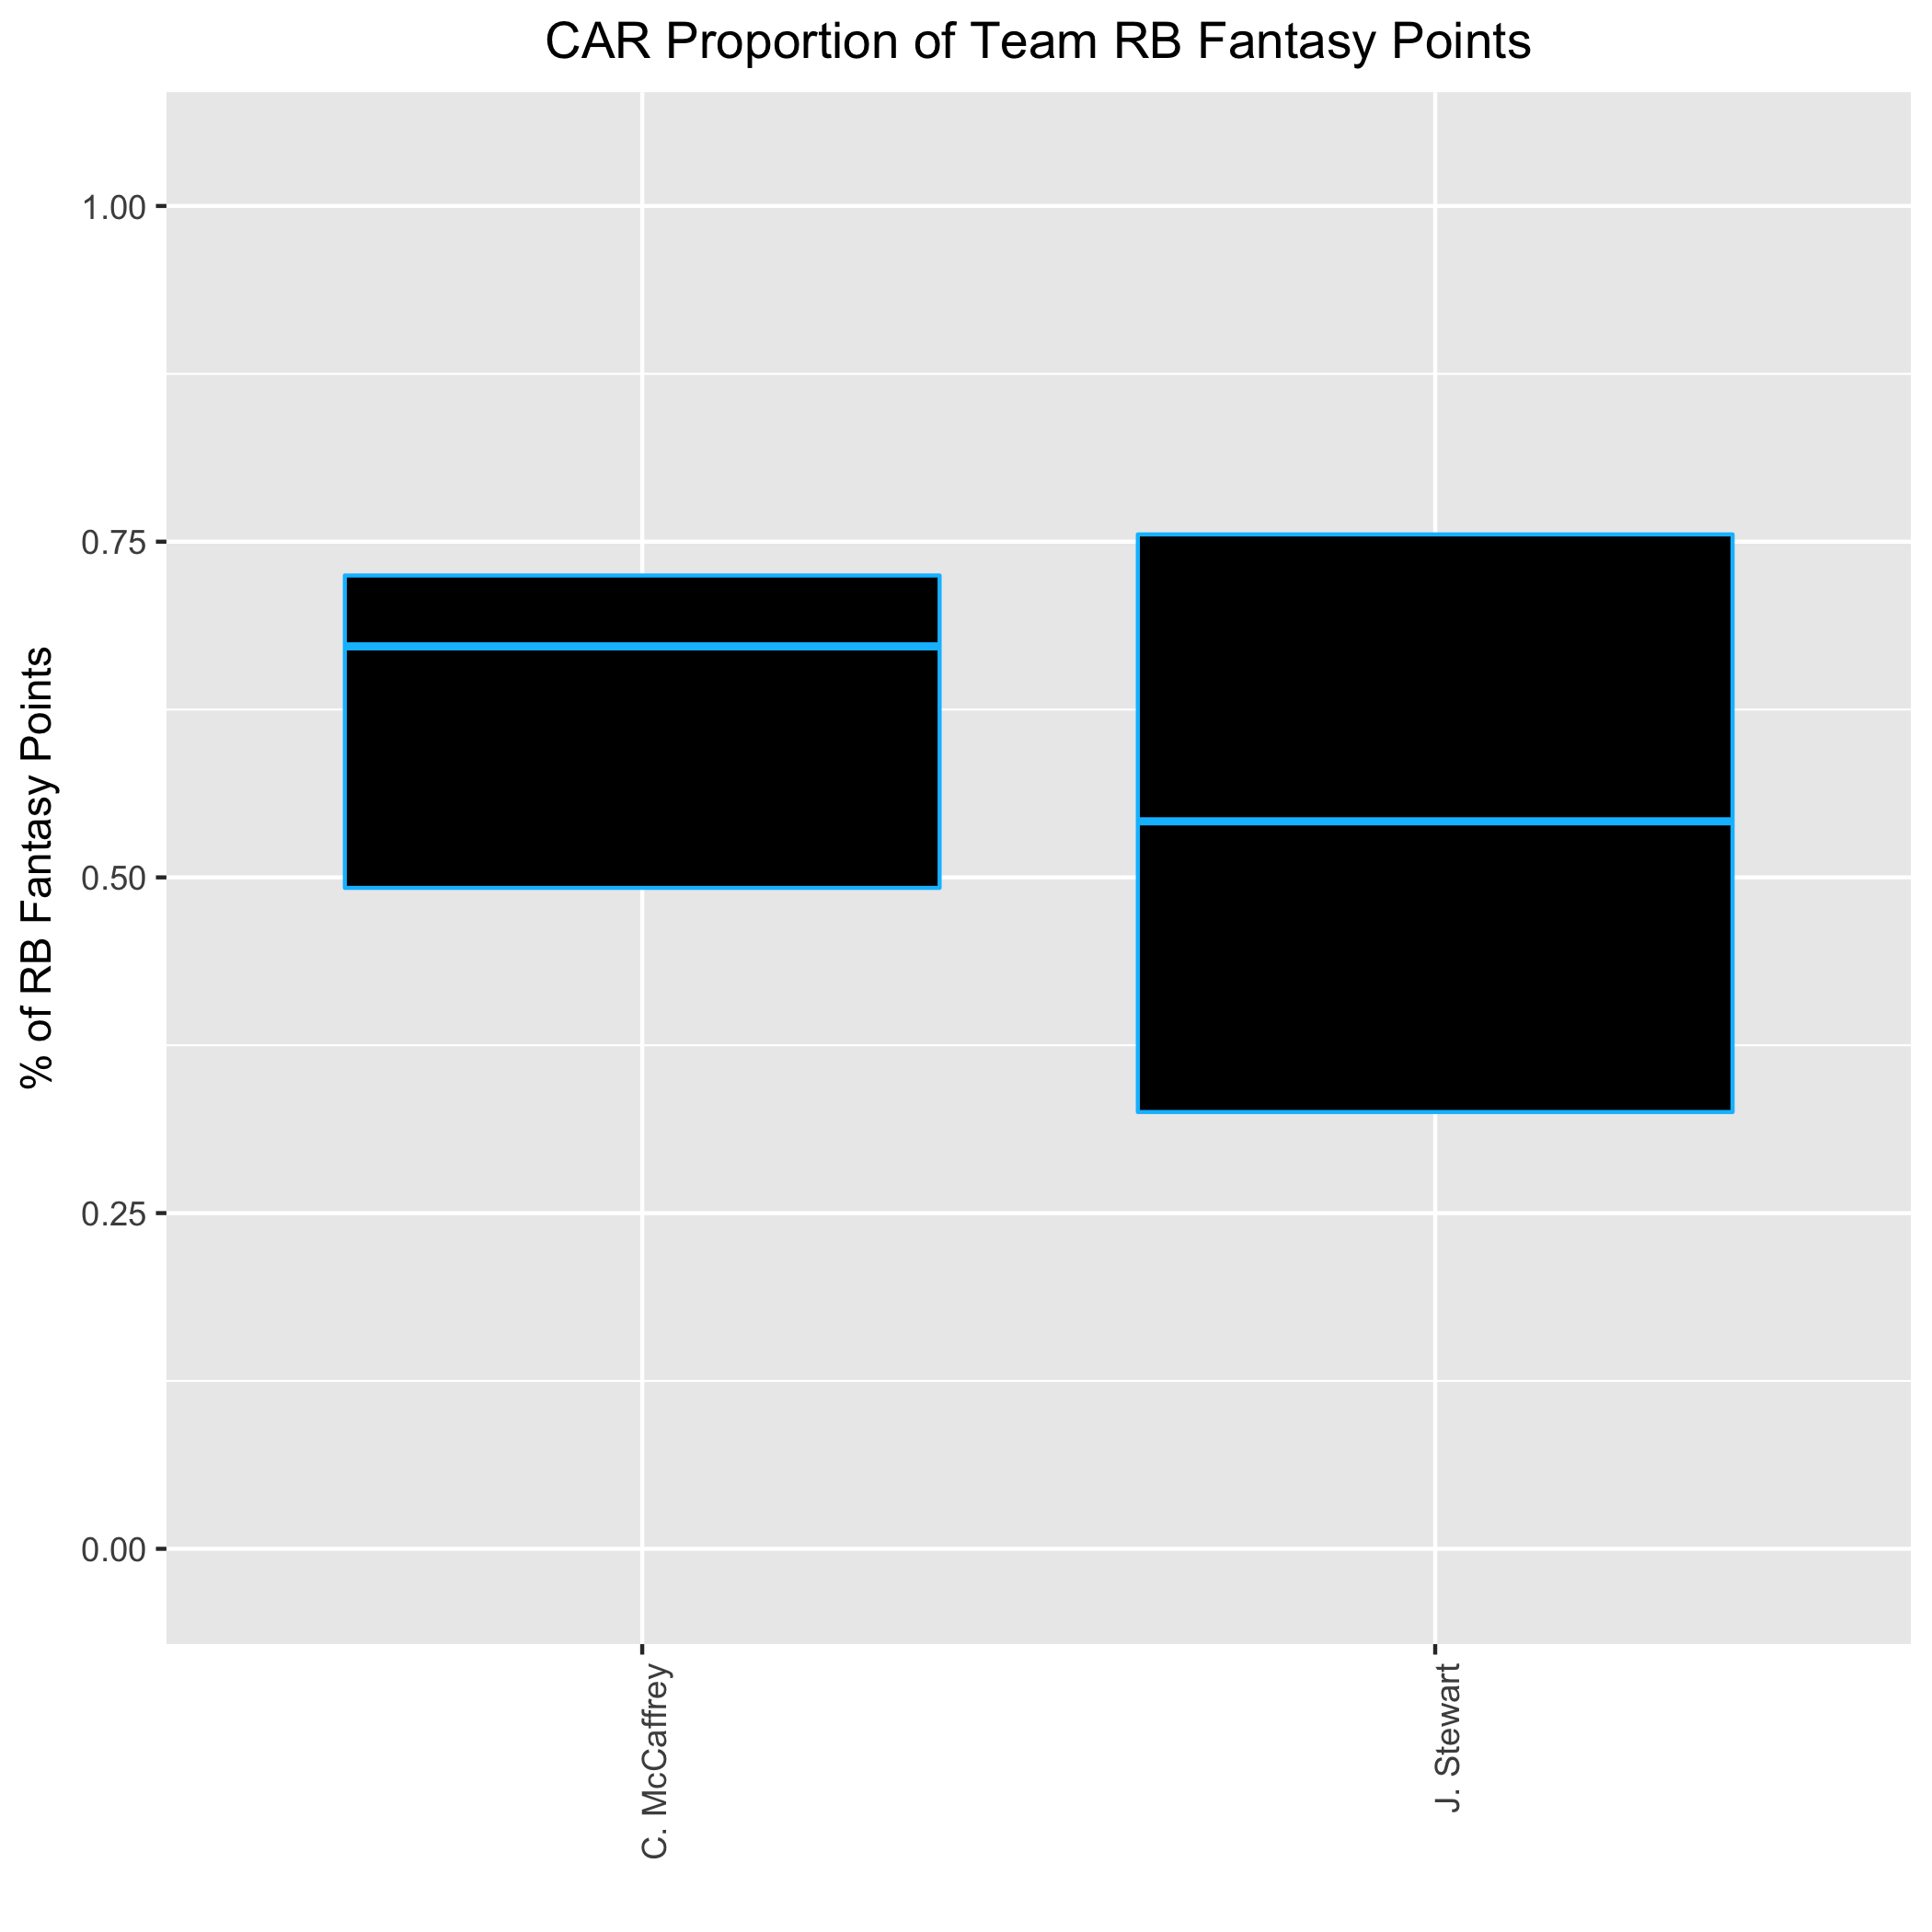 CAR Proportion of Team RB Fantasy Points
% of RB Fantasy Points
1.00
0.75
0.50
0.25
0.00
C. McCaffrey
J. Stewart